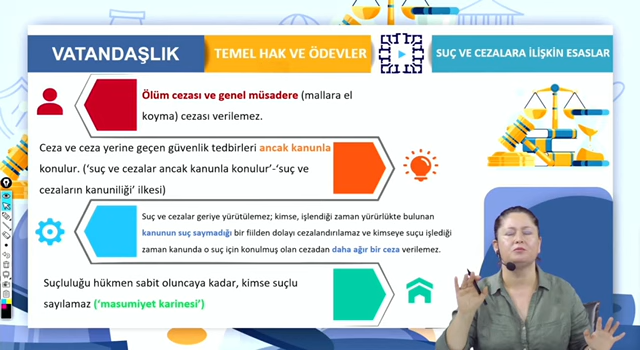 VATANDAŞLIK
TEMEL HAK VE ÖDEVLER
SUÇ VE CEZALARA İLİŞKİN ESASLAR
Ölüm cezası ve genel müsadere (mallara el
koyma) cezası verilemez.
Ceza ve ceza yerine geçen güvenlik tedbirleri ancak kanunla
konulur. (‘suç ve cezalar ancak kanunla konulur’-‘suç ve
cezaların kanuniliği’ ilkesi)
Suç ve cezalar geriye yürütülemez; kimse, işlendiği zaman yürürlükte bulunan
kanunun suç saymadığı bir fiilden dolayı cezalandırılamaz ve kimseye suçu işlediği
zaman kanunda o suç için konulmuş olan cezadan daha ağır bir ceza verilemez.
Suçluluğu hükmen sabit oluncaya kadar, kimse suçlu
sayılamaz (‘masumiyet karinesi’)